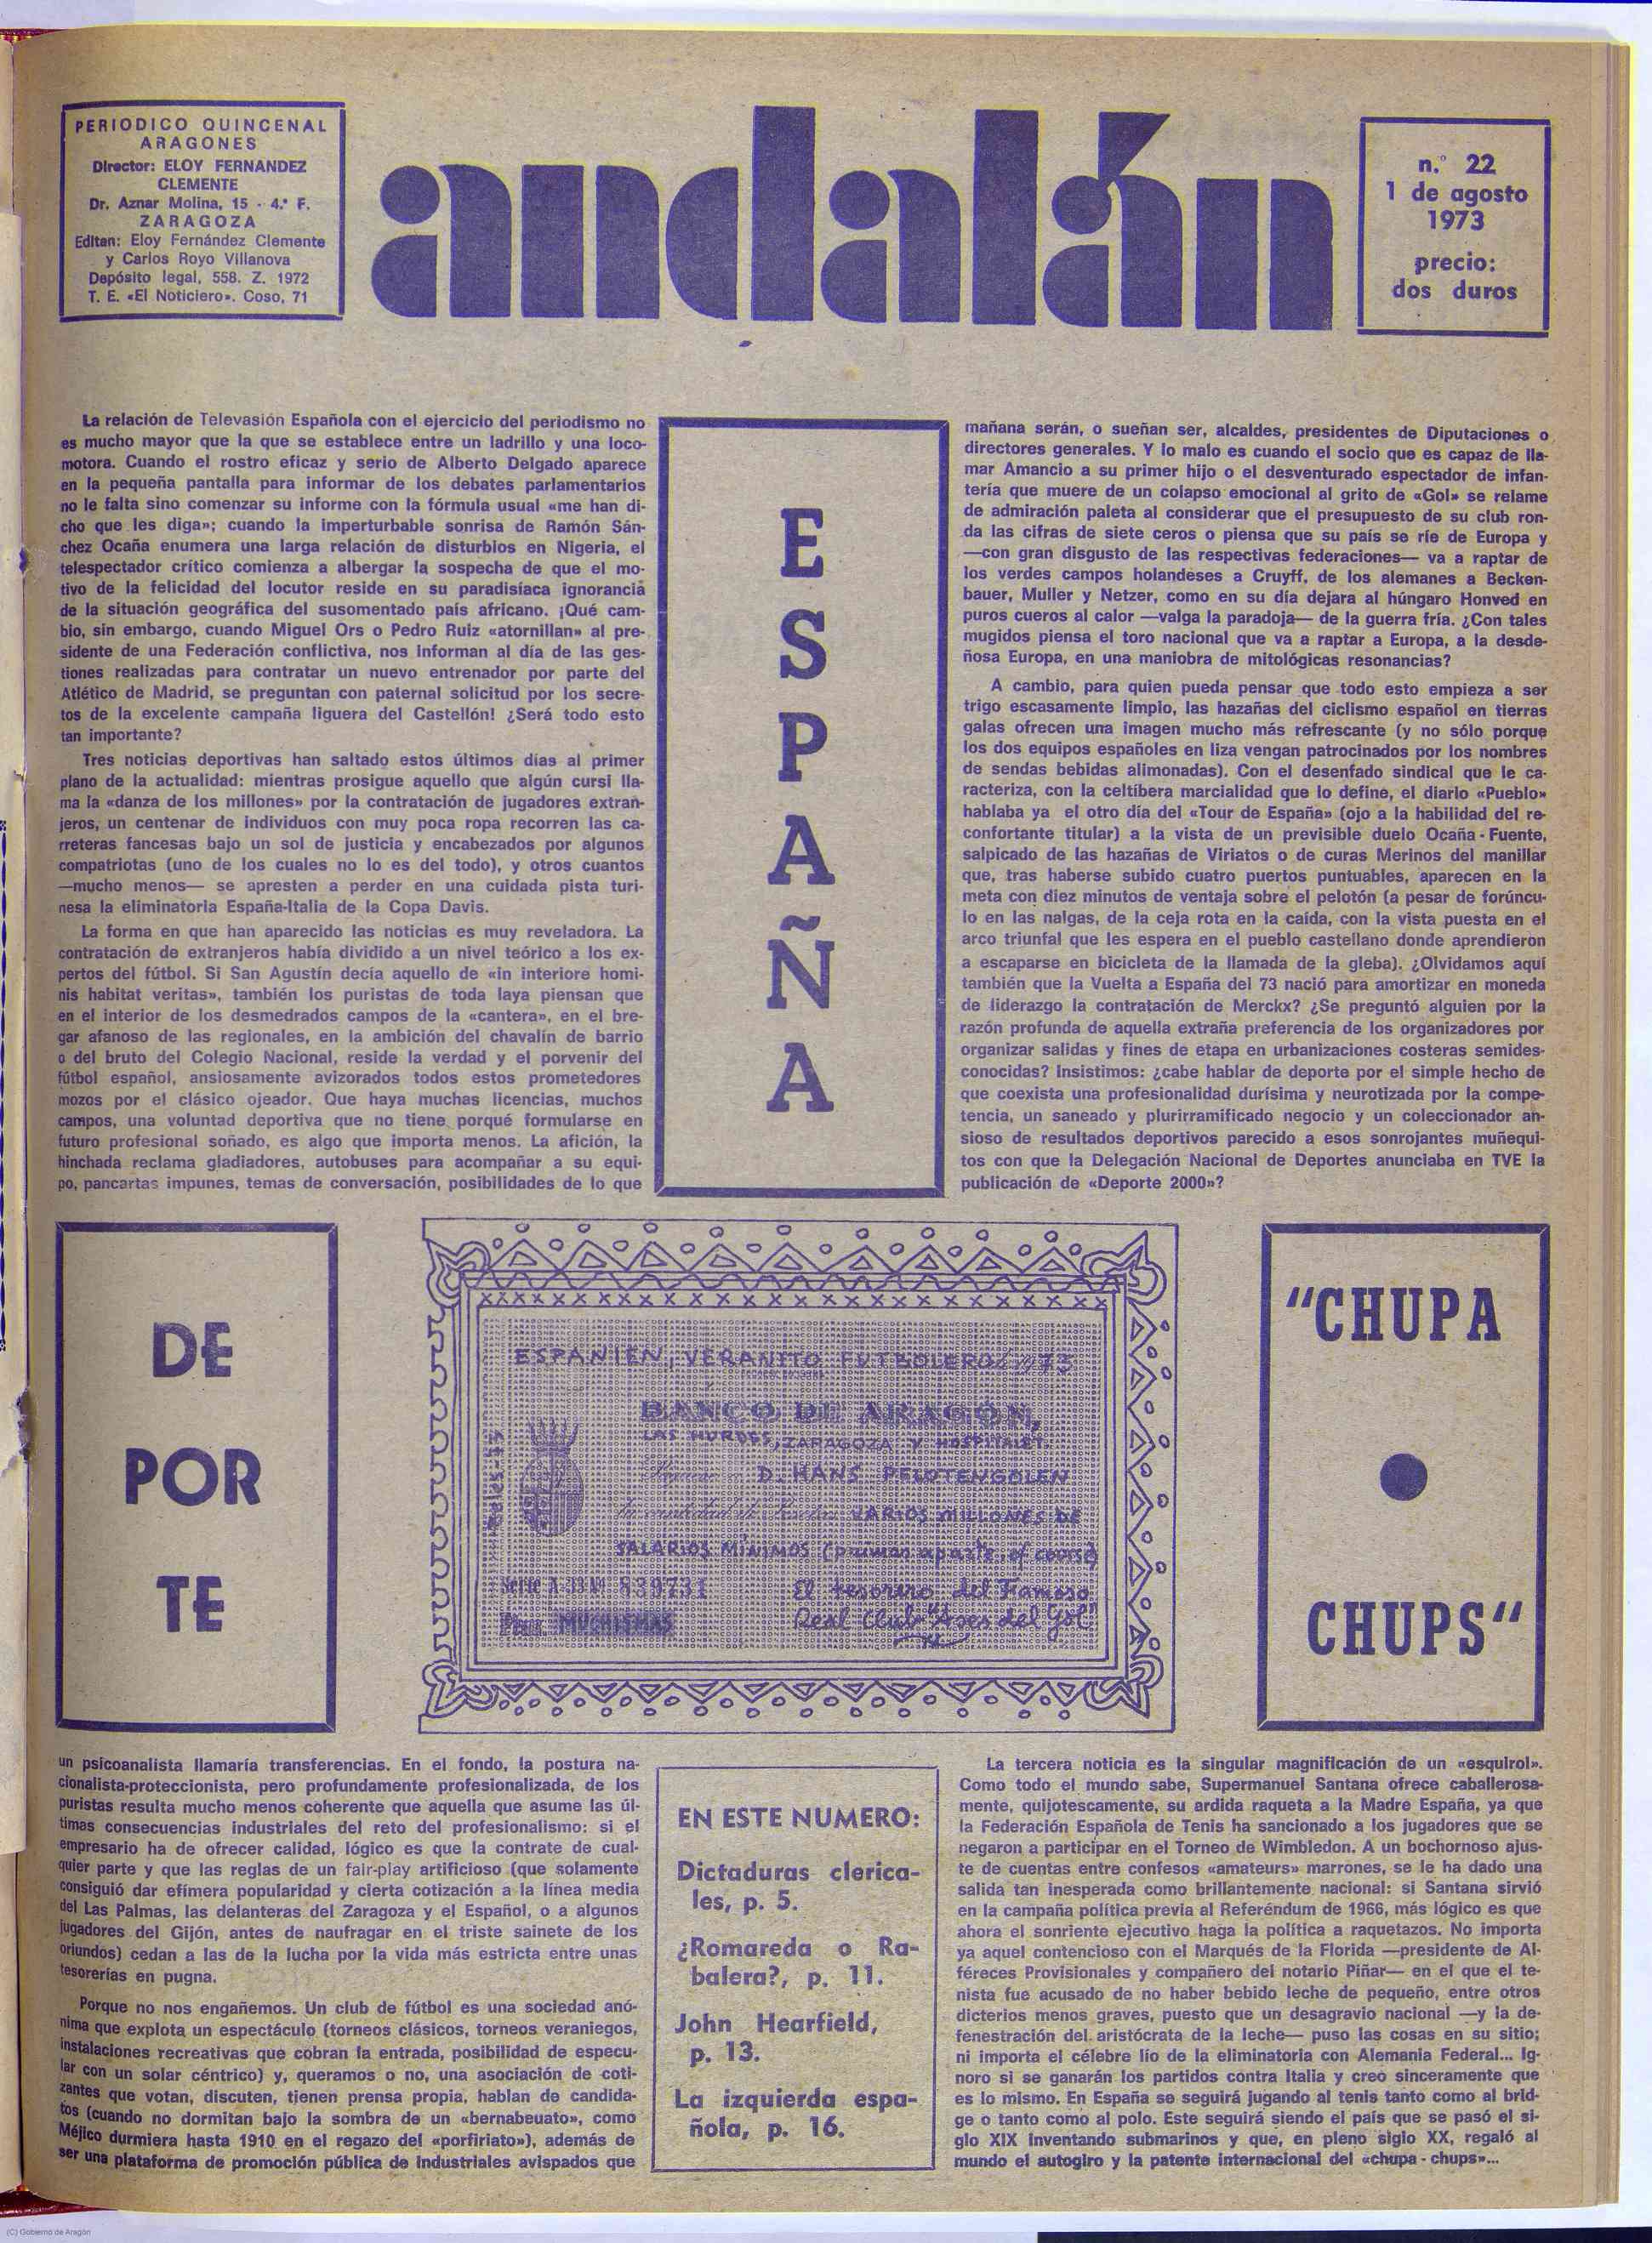 PERIODICO QUINCENAL
ARAGONES
Director: ELOY FERNANDEZ
CLEMENTE
Dr. Aznar Molina, 15 - 4.º F.
ZARAGOZA
Editan: Eloy Fernández Clemente
y Carlos Royo Villanova
Depósito legal, 558. Z. 1972
T. E. «El Noticiero». Coso, 71
andalán
n.º 22
1 de agosto
1973
precio:
dos duros
La relación de Televasión Española con el ejercicio del periodismo no
es mucho mayor que la que se establece entre un ladrillo y una loco-
motora. Cuando el rostro eficaz y serio de Alberto Delgado aparece
en la pequeña pantalla para informar de los debates parlamentarios
no le falta sino comenzar su informe con la fórmula usual «me han di-
cho que les diga»; cuando la imperturbable sonrisa de Ramón Sán-
chez Ocaña enumera una larga relación de disturbios en Nigeria, el
telespectador crítico comienza a albergar la sospecha de que el mo-
tivo de la felicidad del locutor reside en su paradisíaca ignorancia
de la situación geográfica del susomentado país africano. ¡Qué cam-
bio, sin embargo, cuando Miguel Ors o Pedro Ruiz «atornillan» al pre-
sidente de una Federación conflictiva, nos informan al día de las ges-
tiones realizadas para contratar un nuevo entrenador por parte del
Atlético de Madrid, se preguntan con paternal solicitud por los secre-
tos de la excelente campaña liguera del Castellón! ¿Será todo esto
tan importante?
Tres noticias deportivas han saltado estos últimos días al primer
plano de la actualidad: mientras prosigue aquello que algún cursi lla-
ma la «danza de los millones» por la contratación de jugadores extran-
jeros, un centenar de individuos con muy poca ropa recorren las ca-
rreteras fancesas bajo un sol de justicia y encabezados por algunos
compatriotas (uno de los cuales no lo es del todo), y otros cuantos
—mucho menos— se apresten a perder en una cuidada pista turi-
nesa la eliminatoria España-Italia de la Copa Davis.
La forma en que han aparecido las noticias es muy reveladora. La
contratación de extranjeros había dividido a un nivel teórico a los ex-
pertos del fútbol. Si San Agustín decía aquello de «in interiore homi-
nis habitat veritas», también los puristas de toda laya piensan que
en el interior de los desmedrados campos de la «cantera», en el bre-
gar afanoso de las regionales, en la ambición del chavalín de barrio
o del bruto del Colegio Nacional, reside la verdad y el porvenir del
fútbol español, ansiosamente avizorados todos estos prometedores
mozos por el clásico ojeador. Que haya muchas licencias, muchos
campos, una voluntad deportiva que no tiene porqué formularse en
futuro profesional soñado, es algo que importa menos. La afición, la
hinchada reclama gladiadores, autobuses para acompañar a su equi-
po, pancartas impunes, temas de conversación, posibilidades de lo que
E
S
P
A
Ñ
A
mañana serán, o sueñan ser, alcaldes, presidentes de Diputaciones o
directores generales. Y lo malo es cuando el socio que es capaz de lla-
mar Amancio a su primer hijo o el desventurado espectador de infan-
tería que muere de un colapso emocional al grito de «Gol» se relame
de admiración paleta al considerar que el presupuesto de su club ron-
da las cifras de siete ceros o piensa que su país se ríe de Europa y
—con gran disgusto de las respectivas federaciones— va a raptar de
los verdes campos holandeses a Cruyff, de los alemanes a Becken-
bauer, Muller y Netzer, como en su día dejara al húngaro Honved en
puros cueros al calor —valga la paradoja— de la guerra fría. ¿Con tales
mugidos piensa el toro nacional que va a raptar a Europa, a la desde-
ñosa Europa, en una maniobra de mitológicas resonancias?
A cambio, para quien pueda pensar que todo esto empieza a ser
trigo escasamente limpio, las hazañas del ciclismo español en tierras
galas ofrecen una imagen mucho más refrescante (y no sólo porque
los dos equipos españoles en liza vengan patrocinados por los nombres
de sendas bebidas alimonadas). Con el desenfado sindical que le ca-
racteriza, con la celtíbera marcialidad que lo define, el diario «Pueblo»
hablaba ya el otro día del «Tour de España» (ojo a la habilidad del re-
confortante titular) a la vista de un previsible duelo Ocaña - Fuente,
salpicado de las hazañas de Viriatos o de curas Merinos del manillar
que, tras haberse subido cuatro puertos puntuables, aparecen en la
meta con diez minutos de ventaja sobre el pelotón (a pesar de forúncu-
lo en las nalgas, de la ceja rota en la caída, con la vista puesta en el
arco triunfal que les espera en el pueblo castellano donde aprendieron
a escaparse en bicicleta de la llamada de la gleba). ¿Olvidamos aquí
también que la Vuelta a España del 73 nació para amortizar en moneda
de liderazgo la contratación de Merckx? ¿Se preguntó alguien por la
razón profunda de aquella extraña preferencia de los organizadores por
organizar salidas y fines de etapa en urbanizaciones costeras semides-
conocidas? Insistimos: ¿cabe hablar de deporte por el simple hecho de
que coexista una profesionalidad durísima y neurotizada por la compe-
tencia, un saneado y plurirramificado negocio y un coleccionador an-
sioso de resultados deportivos parecido a esos sonrojantes muñequi-
tos con que la Delegación Nacional de Deportes anunciaba en TVE la
publicación de «Deporte 2000»?
DE
POR
TE
ESPANIEN, VERANITO FUTBOLERO 1973
BANCO DE ARAGON,
LAS HURDES, ZARAGOZA Y HOSPITALET.
D. HANS PELOTENGOLEN
VARIOS MILLONES DE
SALARIOS MÍNIMOS (primas aparte, of course)
839731
El tesorero del Famoso
Real Club "Ases del Gol"
MUCHISIMAS
"CHUPA
●
CHUPS"
un psicoanalista llamaría transferencias. En el fondo, la postura na-
cionalista-proteccionista, pero profundamente profesionalizada, de los
puristas resulta mucho menos coherente que aquella que asume las úl-
timas consecuencias industriales del reto del profesionalismo: si el
empresario ha de ofrecer calidad, lógico es que la contrate de cual-
quier parte y que las reglas de un fair-play artificioso (que solamente
consiguió dar efímera popularidad y cierta cotización a la línea media
del Las Palmas, las delanteras del Zaragoza y el Español, o a algunos
jugadores del Gijón, antes de naufragar en el triste sainete de los
oriundos) cedan a las de la lucha por la vida más estricta entre unas
tesorerías en pugna.
Porque no nos engañemos. Un club de fútbol es una sociedad anó-
nima que explota un espectáculo (torneos clásicos, torneos veraniegos,
instalaciones recreativas que cobran la entrada, posibilidad de especu-
lar con un solar céntrico) y, queramos o no, una asociación de coti-
zantes que votan, discuten, tienen prensa propia, hablan de candida-
tos (cuando no dormitan bajo la sombra de un «bernabeuato», como
Méjico durmiera hasta 1910 en el regazo del «porfiriato»), además de
ser una plataforma de promoción pública de industriales avispados que
EN ESTE NUMERO:
Dictaduras clerica-
les, p. 5.
¿Romareda o Ra-
balera?, p. 11.
John Hearfield,
p. 13.
La izquierda espa-
ñola, p. 16.
La tercera noticia es la singular magnificación de un «esquirol».
Como todo el mundo sabe, Supermanuel Santana ofrece caballerosa-
mente, quijotescamente, su ardida raqueta a la Madre España, ya que
la Federación Española de Tenis ha sancionado a los jugadores que se
negaron a participar en el Torneo de Wimbledon. A un bochornoso ajus-
te de cuentas entre confesos «amateurs» marrones, se le ha dado una
salida tan inesperada como brillantemente nacional: si Santana sirvió
en la campaña política previa al Referéndum de 1966, más lógico es que
ahora el sonriente ejecutivo haga la política a raquetazos. No importa
ya aquel contencioso con el Marqués de la Florida —presidente de Al-
féreces Provisionales y compañero del notario Piñar— en el que el te-
nista fue acusado de no haber bebido leche de pequeño, entre otros
dicterios menos graves, puesto que un desagravio nacional —y la de-
fenestración del aristócrata de la leche— puso las cosas en su sitio;
ni importa el célebre lío de la eliminatoria con Alemania Federal... Ig-
noro si se ganarán los partidos contra Italia y creo sinceramente que
es lo mismo. En España se seguirá jugando al tenis tanto como al brid-
ge o tanto como al polo. Este seguirá siendo el país que se pasó el si-
glo XIX inventando submarinos y que, en pleno siglo XX, regaló al
mundo el autogiro y la patente internacional del «chupa - chups»...
(C) Gobierno de Aragón